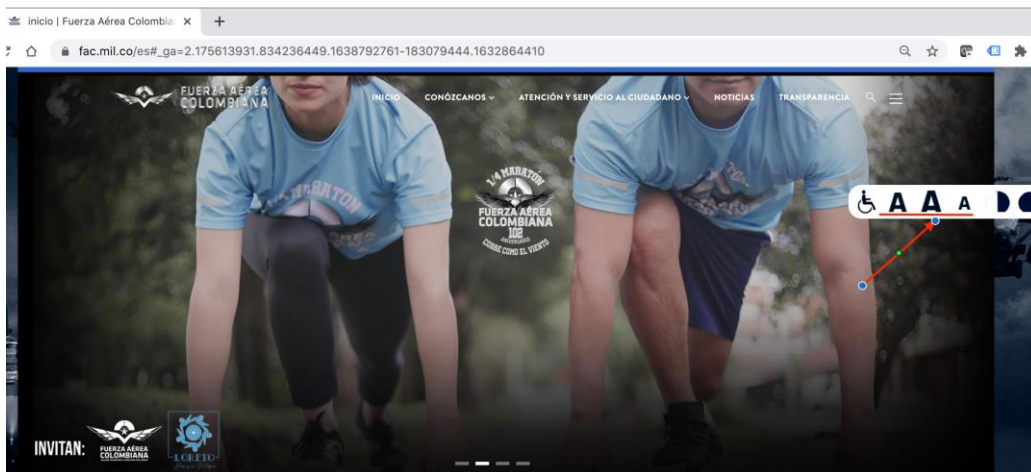 inicio | Fuerza Aérea Colombia
fac.mil.co/es#_ga=2.175613931.834236449.1638792761-183079444.1632864410
FUERZA AÉREA
COLOMBIANA
INICIO
CONÓZCANOS
ATENCIÓN Y SERVICIO AL CIUDADANO
NOTICIAS
TRANSPARENCIA
1/4 MARATÓN
FUERZA AÉREA
COLOMBIANA
102
ANIVERSARIO
CORRE COMO EL VIENTO
A A A
INVITAN:
FUERZA AÉREA
COLOMBIANA
LORETO